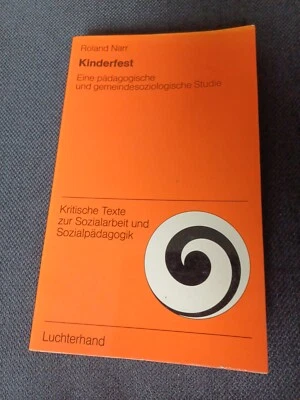 Roland Narr
Kinderfest
Eine pädagogische
und gemeindesoziologische Studie
Kritische Texte
zur Sozialarbeit und
Sozialpädagogik
Luchterhand